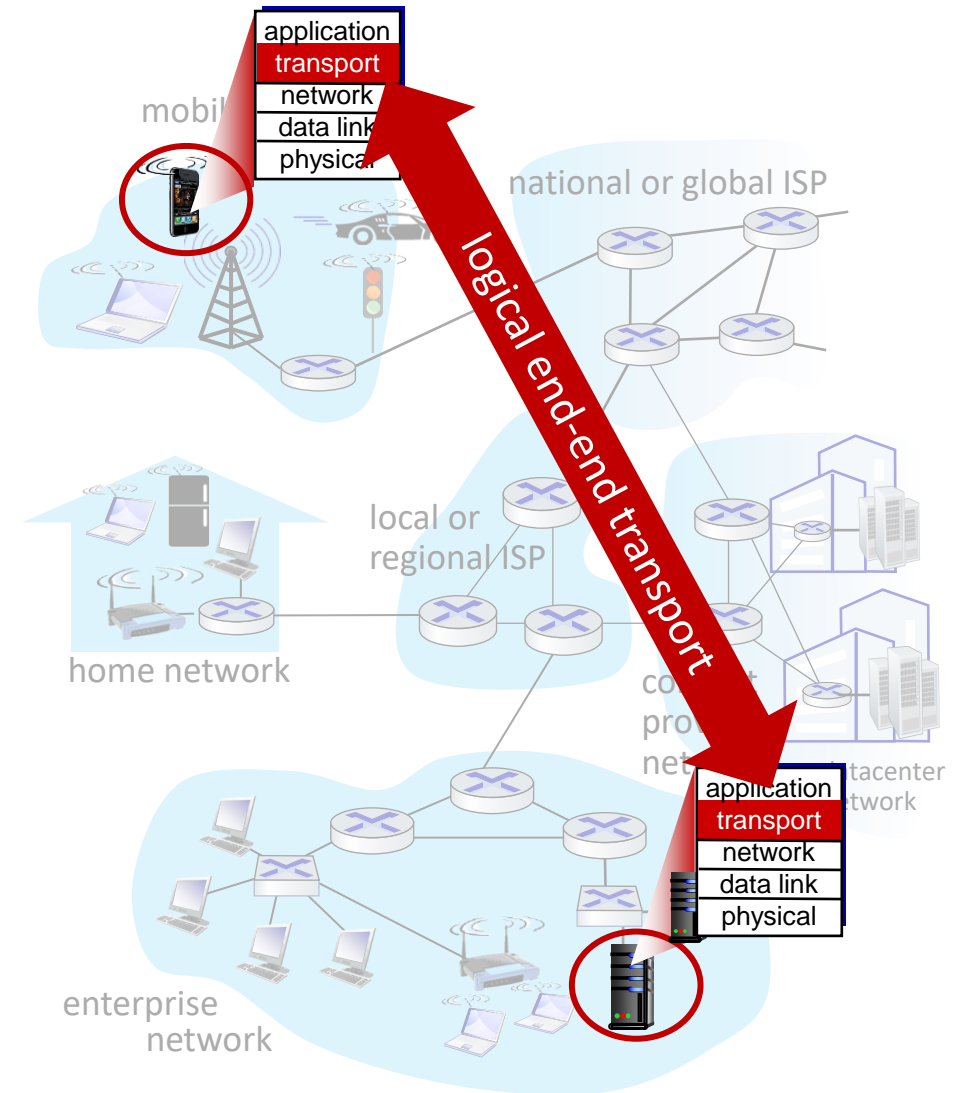 application
transport
network
data link
physical
national or global ISP
logical end-end transport
local or
regional ISP
home network
application
transport
network
data link
physical
network
enterprise
network